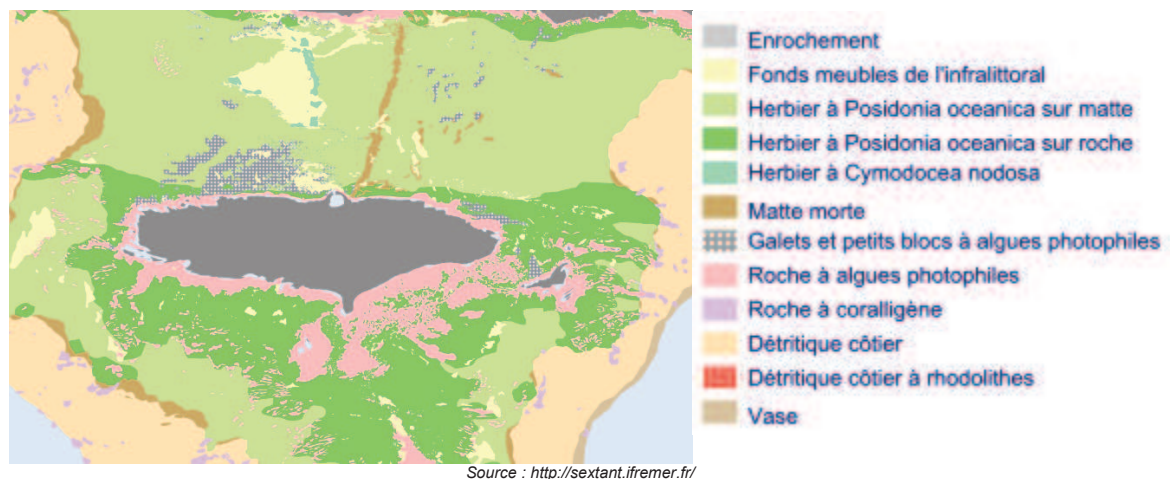 Enrochement
Fonds meubles de l'infralittoral
Herbier à Posidonia oceanica sur matte
Herbier à Posidonia oceanica sur roche
Herbier à Cymodocea nodosa
Matte morte
Galets et petits blocs à algues photophiles
Roche à algues photophiles
Roche à coralligène
Détritique côtier
Détritique côtier à rhodolithes
Vase
Source : http://sextant.ifremer.fr/